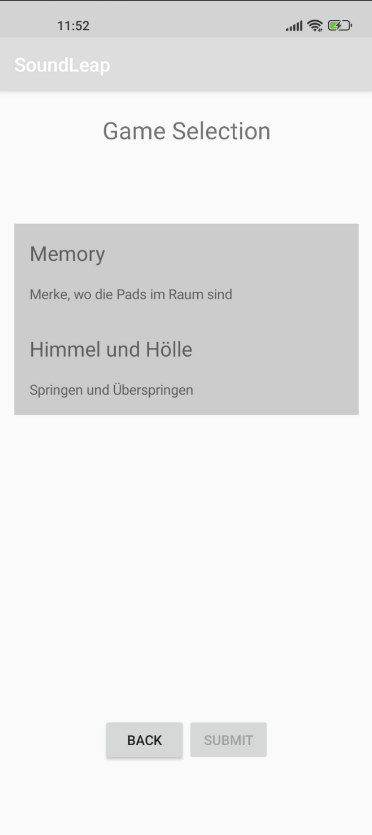 11:52
SoundLeap
Game Selection
Memory
Merke, wo die Pads im Raum sind
Himmel und Hölle
Springen und Überspringen
BACK SUBMIT